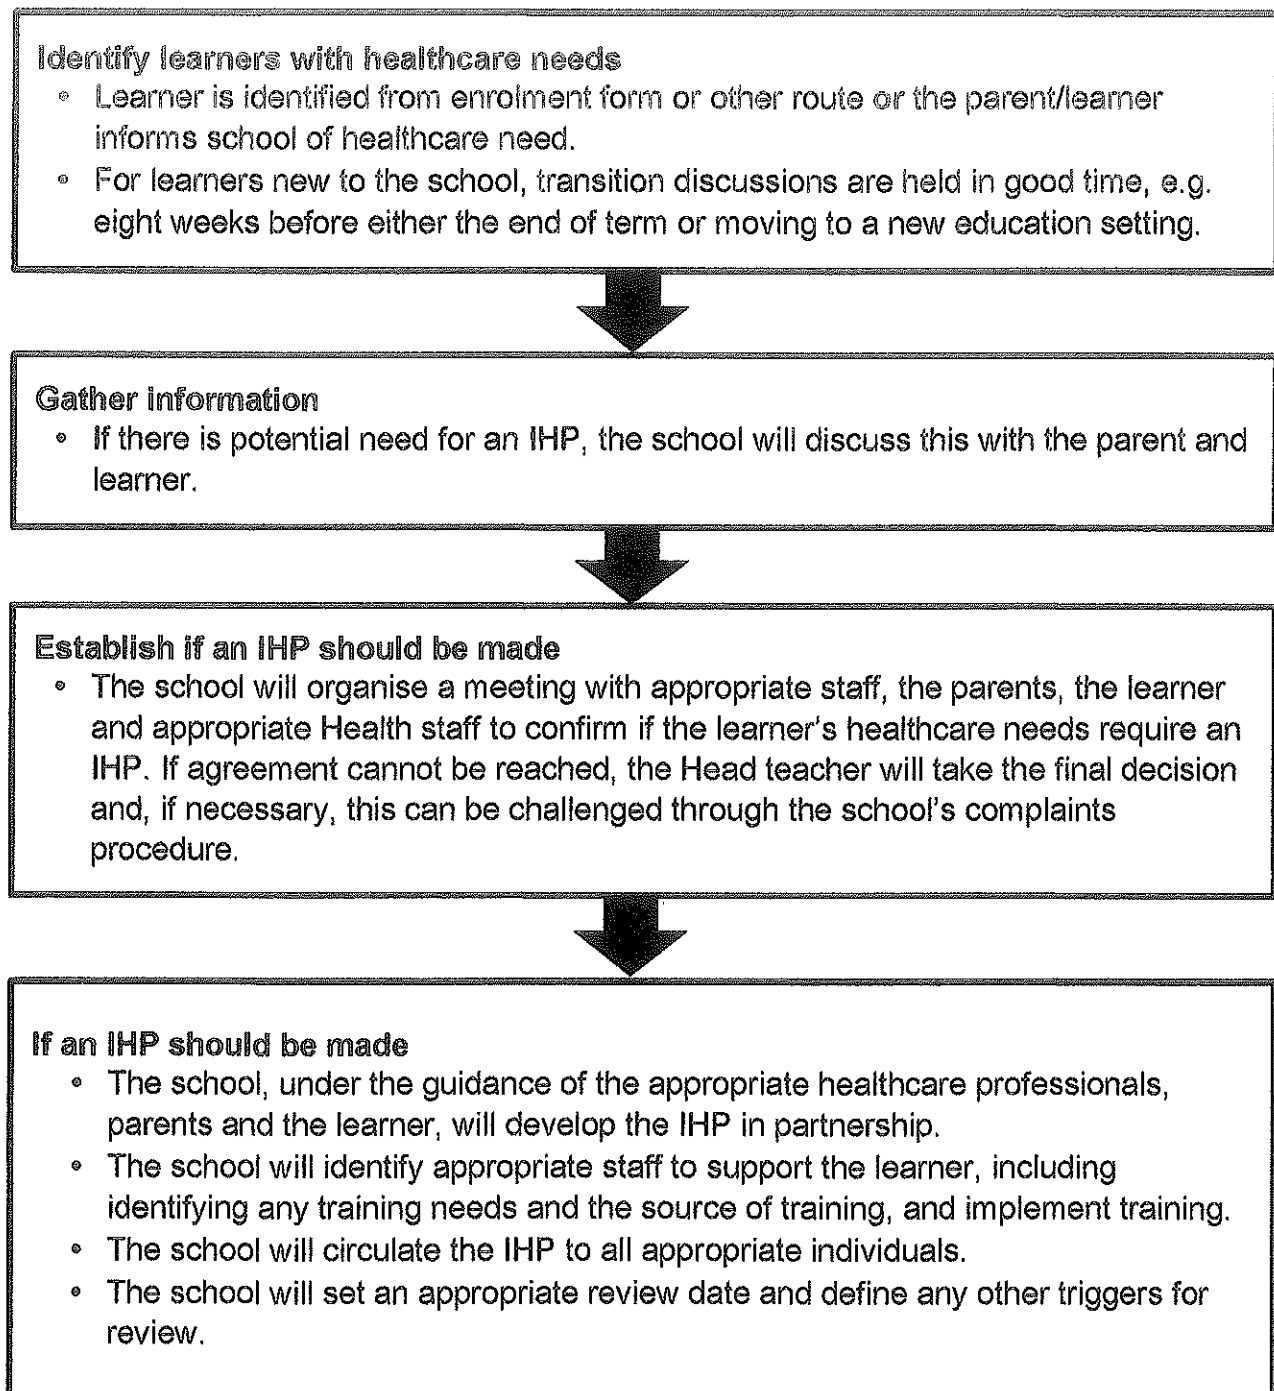 Identify learners with healthcare needs
• Learner is identified from enrolment form or other route or the parent/learner
informs school of healthcare need.
• For learners new to the school, transition discussions are held in good time, e.g.
eight weeks before either the end of term or moving to a new education setting.
Gather information
• If there is potential need for an IHP, the school will discuss this with the parent and
learner.
Establish if an IHP should be made
• The school will organise a meeting with appropriate staff, the parents, the learner
and appropriate Health staff to confirm if the learner's healthcare needs require an
IHP. If agreement cannot be reached, the Head teacher will take the final decision
and, if necessary, this can be challenged through the school's complaints
procedure.
If an IHP should be made
• The school, under the guidance of the appropriate healthcare professionals,
parents and the learner, will develop the IHP in partnership.
• The school will identify appropriate staff to support the learner, including
identifying any training needs and the source of training, and implement training.
• The school will circulate the IHP to all appropriate individuals.
• The school will set an appropriate review date and define any other triggers for
review.